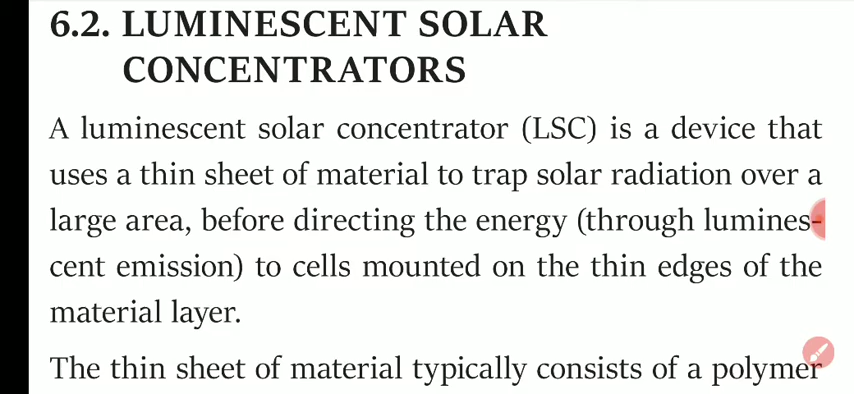 6.2. LUMINESCENT SOLAR
CONCENTRATORS
A luminescent solar concentrator (LSC) is a device that
uses a thin sheet of material to trap solar radiation over a
large area, before directing the energy (through lumines-
cent emission) to cells mounted on the thin edges of the
material layer.
The thin sheet of material typically consists of a polymer